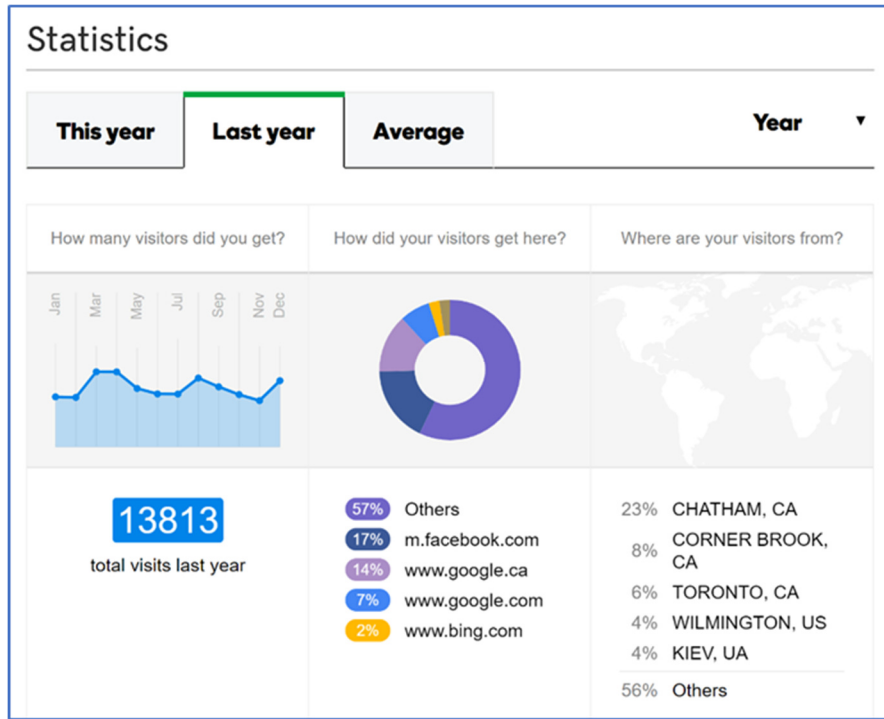 Statistics
This year
Last year
Average
Year
How many visitors did you get?
How did your visitors get here?
Where are your visitors from?
Jan
Mar
May
Jul
Sep
Nov
Dec
13813
total visits last year
57% Others
17% m.facebook.com
14% www.google.ca
7% www.google.com
2% www.bing.com
23% CHATHAM, CA
8% CORNER BROOK,
CA
6% TORONTO, CA
4% WILMINGTON, US
4% KIEV, UA
56% Others